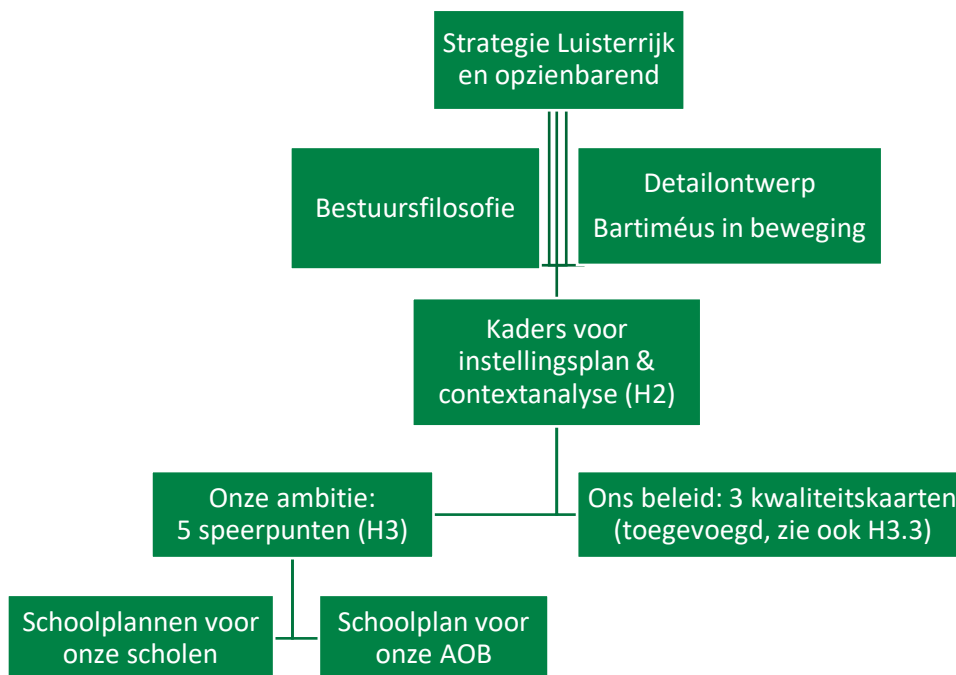 Strategie Luisterrijk
en opzienbarend
Bestuursfilosofie
Detailontwerp
Bartiméus in beweging
Kaders voor
instellingsplan &
contextanalyse (H2)
Onze ambitie:
5 speerpunten (H3)
Ons beleid: 3 kwaliteitskaarten
(toegevoegd, zie ook H3.3)
Schoolplannen voor
onze scholen
Schoolplan voor
onze AOB